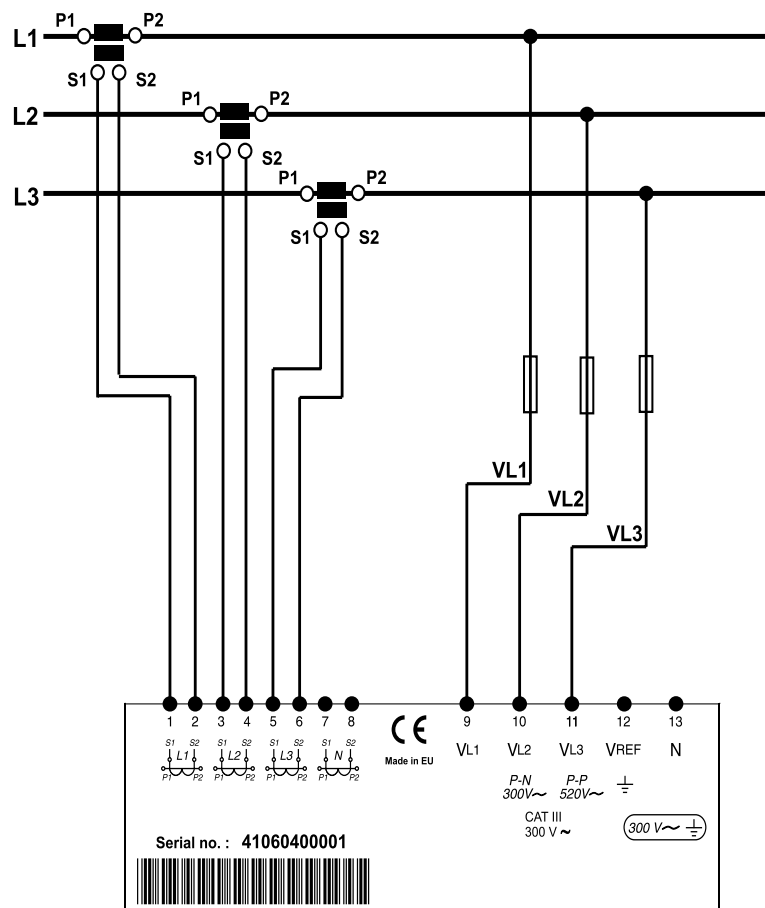 L1 P1 P2
S1 S2
L2 P1 P2
S1 S2
L3 P1 P2
S1 S2
VL1
VL2
VL3
1 2 3 4 5 6 7 8 9 10 11 12 13
S1 S2 S1 S2 S1 S2 S1 S2
L1 L2 L3 N
P1 P2 P1 P2 P1 P2 P1 P2
CE
Made in EU
VL1 VL2 VL3 VREF N
P-N P-P
300V~ 520V~
CAT III
300 V ~
300 V~
Serial no. : 41060400001